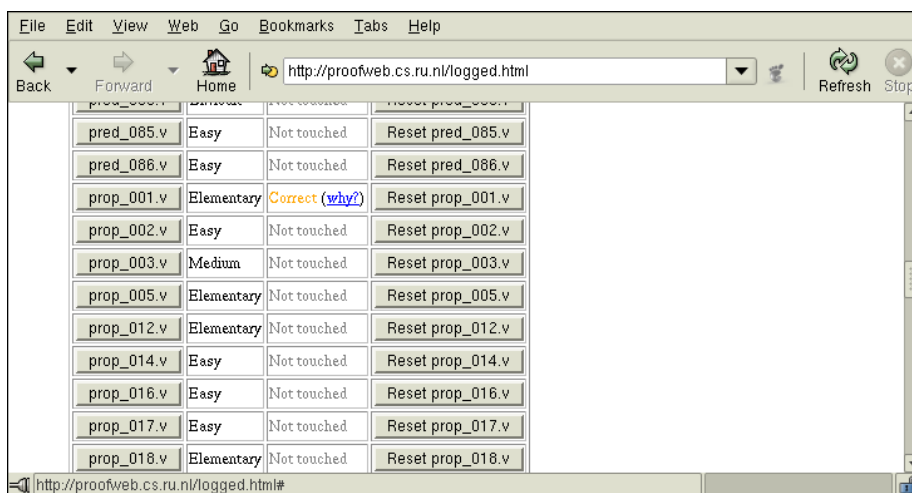 File Edit View Web Go Bookmarks Tabs Help
Back Forward Home http://proofweb.cs.ru.nl/logged.html Refresh Stop
pred_085.v Easy Not touched Reset pred_085.v
pred_086.v Easy Not touched Reset pred_086.v
prop_001.v Elementary Correct (why?) Reset prop_001.v
prop_002.v Easy Not touched Reset prop_002.v
prop_003.v Medium Not touched Reset prop_003.v
prop_005.v Elementary Not touched Reset prop_005.v
prop_012.v Elementary Not touched Reset prop_012.v
prop_014.v Easy Not touched Reset prop_014.v
prop_016.v Easy Not touched Reset prop_016.v
prop_017.v Easy Not touched Reset prop_017.v
prop_018.v Elementary Not touched Reset prop_018.v
http://proofweb.cs.ru.nl/logged.html#